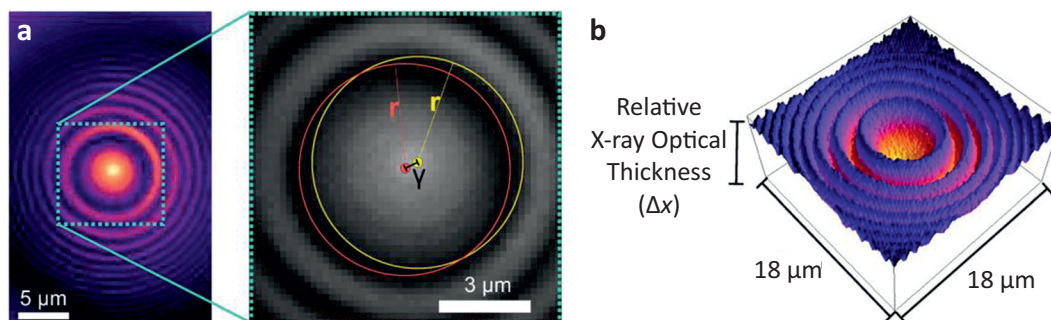 a
r
r
γ
5 μm
3 μm
b
Relative
X-ray Optical
Thickness
(Δx)
18 μm
18 μm